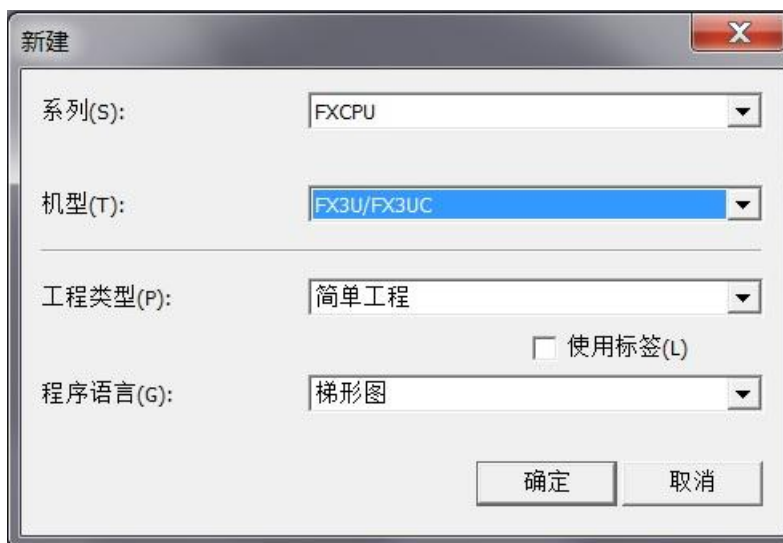 新建
系列(S):
FXCPU
机型(T):
FX3U/FX3UC
工程类型(P):
简单工程
使用标签(L)
程序语言(G):
梯形图
确定
取消